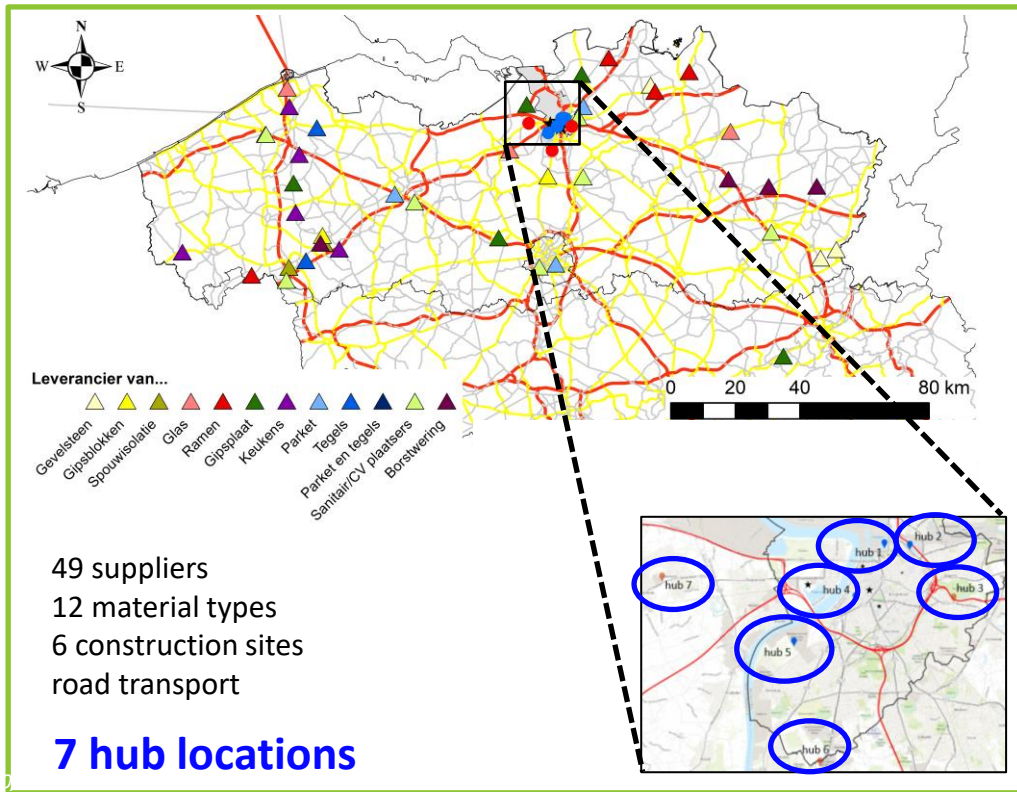 N
W E
S
Leverancier van...
0 20 40 80 km
Gevelsteen
Gipsblokken
Spouwisolatie
Glas
Ramen
Gipsplaat
Keukens
Parket
Tegels
Parket en tegels
Sanitair/CV plaatsers
Borstwering
hub 1
hub 2
hub 7
hub 4
hub 3
hub 5
hub 6
49 suppliers
12 material types
6 construction sites
road transport
7 hub locations